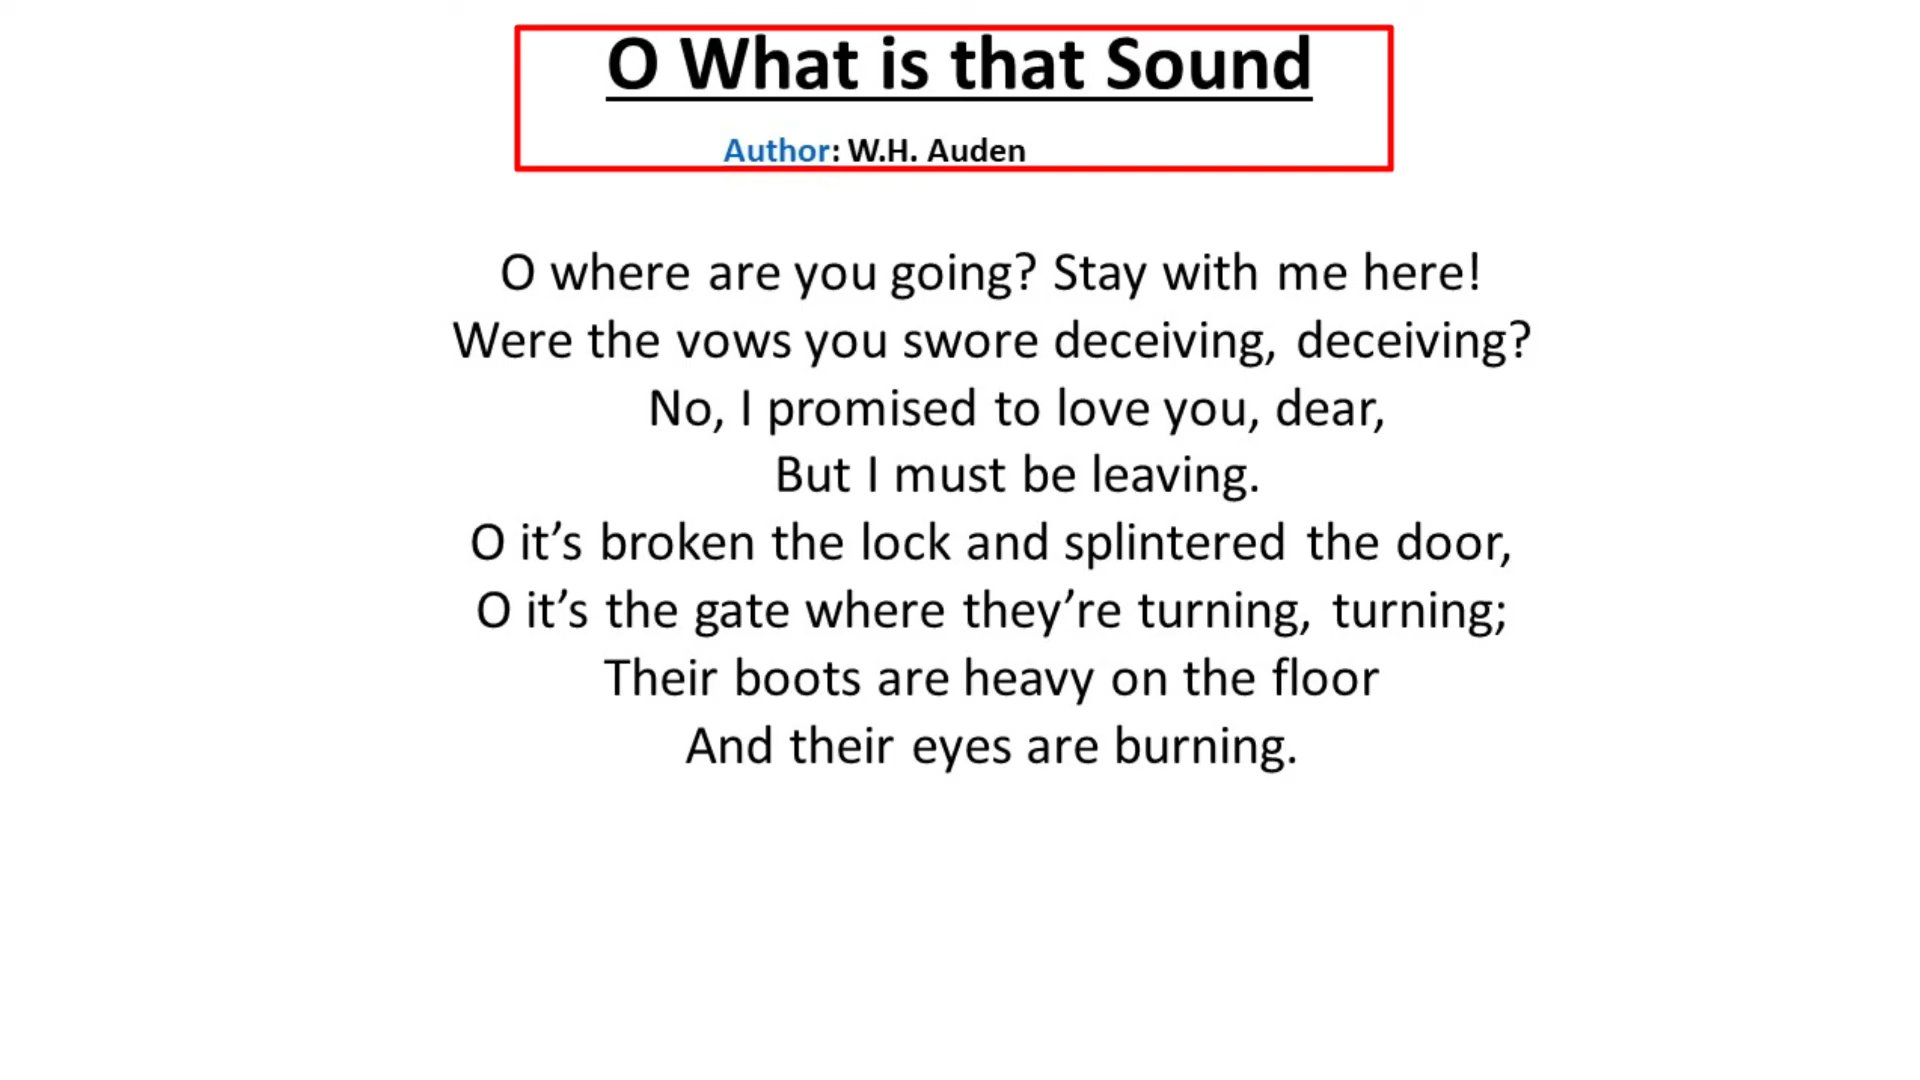 O What is that Sound
Author: W.H. Auden
O where are you going? Stay with me here!
Were the vows you swore deceiving, deceiving?
No, I promised to love you, dear,
But I must be leaving.
O it’s broken the lock and splintered the door,
O it’s the gate where they’re turning, turning;
Their boots are heavy on the floor
And their eyes are burning.